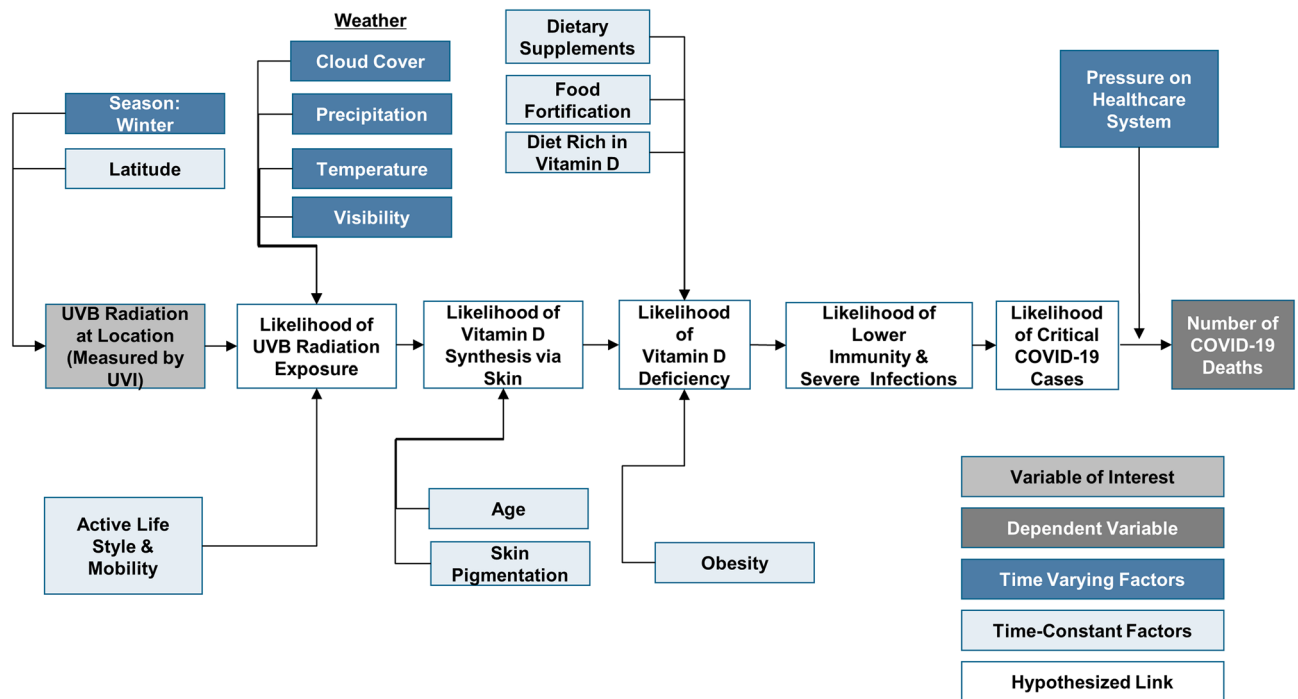 Weather
Cloud Cover
Precipitation
Temperature
Visibility
Season:
Winter
Latitude
Dietary
Supplements
Food
Fortification
Diet Rich in
Vitamin D
Pressure on
Healthcare
System
UVB Radiation
at Location
(Measured by
UVI)
Likelihood of
UVB Radiation
Exposure
Likelihood of
Vitamin D
Synthesis via
Skin
Likelihood
of
Vitamin D
Deficiency
Likelihood of
Lower
Immunity &
Severe Infections
Likelihood
of Critical
COVID-19
Cases
Number of
COVID-19
Deaths
Active Life
Style &
Mobility
Age
Skin
Pigmentation
Obesity
Variable of Interest
Dependent Variable
Time Varying Factors
Time-Constant Factors
Hypothesized Link